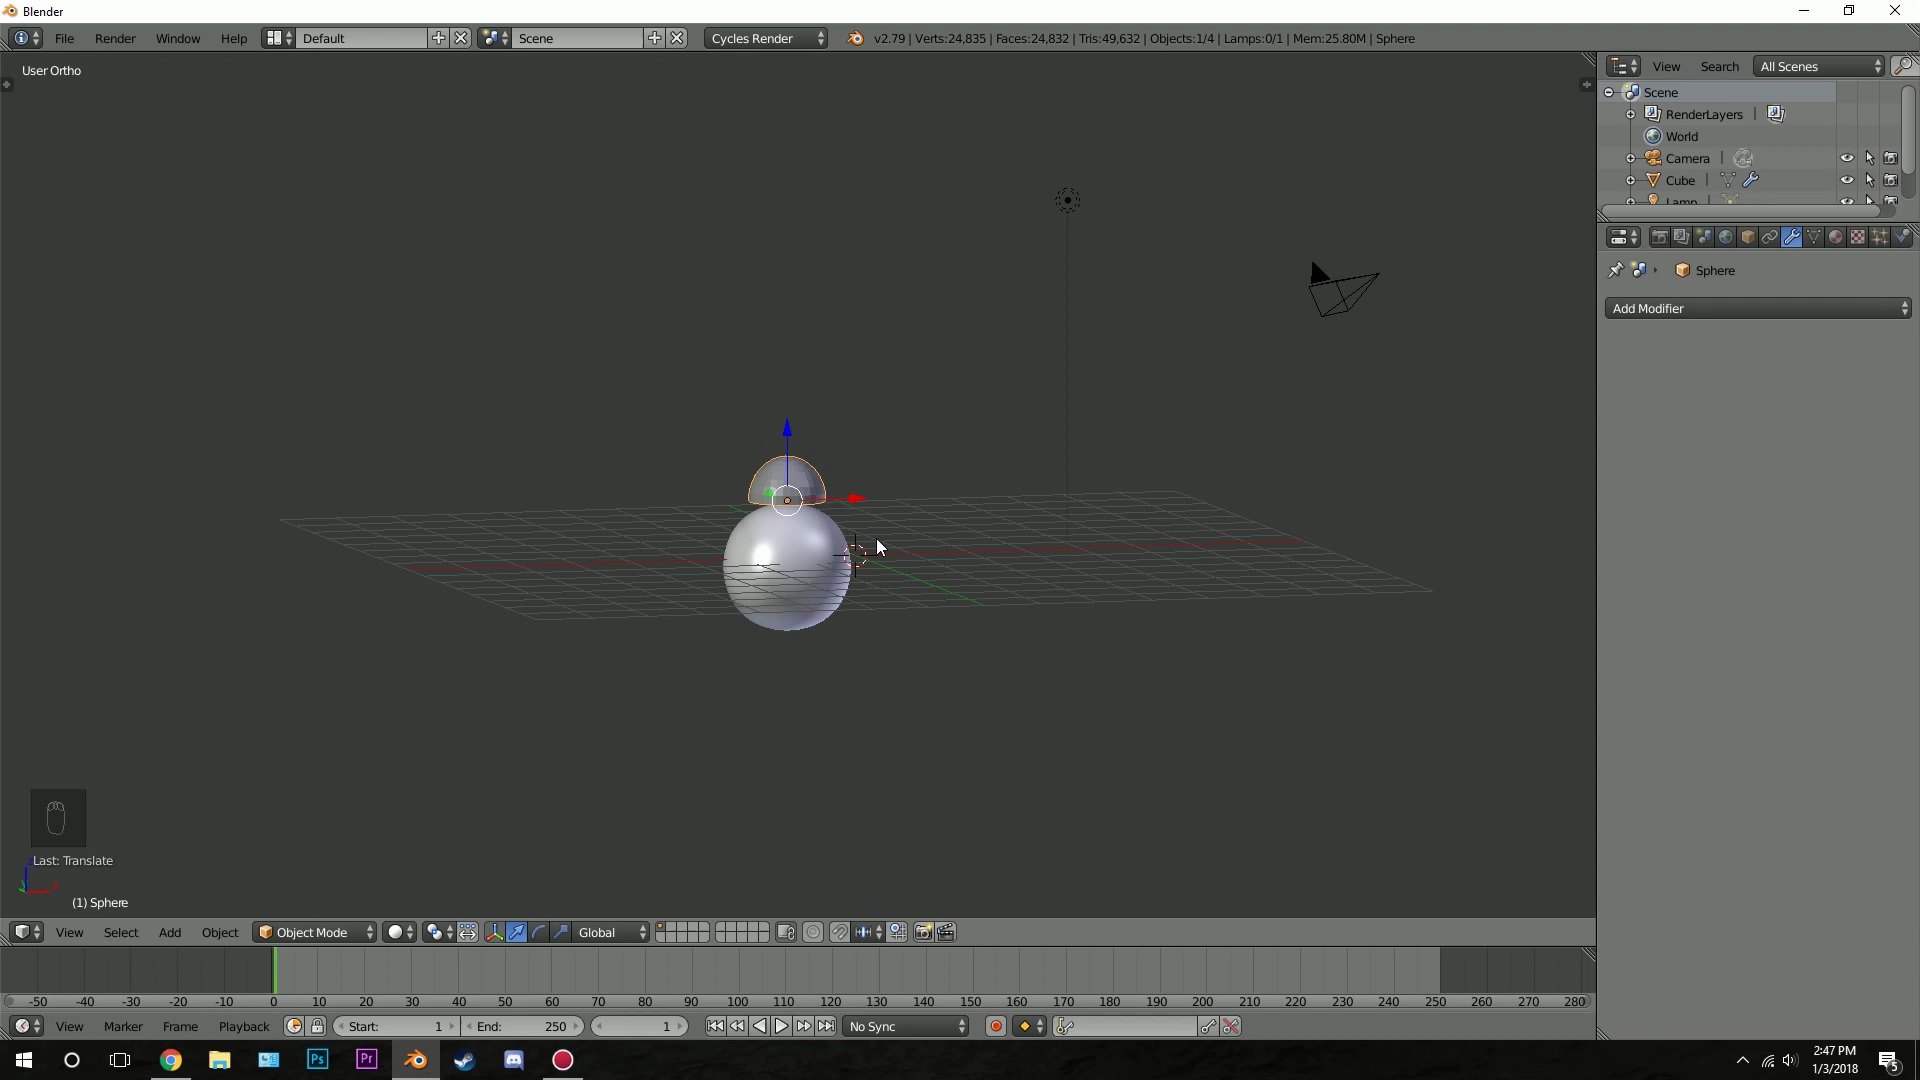 Blender
File Render Window Help Default Scene Cycles Render v2.79 | Verts:24,835 | Faces:24,832 | Tris:49,632 | Objects:1/4 | Lamps:0/1 | Mem:25.80M | Sphere
User Ortho
View Search All Scenes
Scene
RenderLayers |
World
Camera |
Cube |
Lamp
Sphere
Add Modifier
Last: Translate
(1) Sphere
View Select Add Object Object Mode Global
-50 -40 -30 -20 -10 0 10 20 30 40 50 60 70 80 90 100 110 120 130 140 150 160 170 180 190 200 210 220 230 240 250 260 270 280
View Marker Frame Playback Start: 1 End: 250 1 No Sync
Ps Pr
2:47 PM
1/3/2018
5